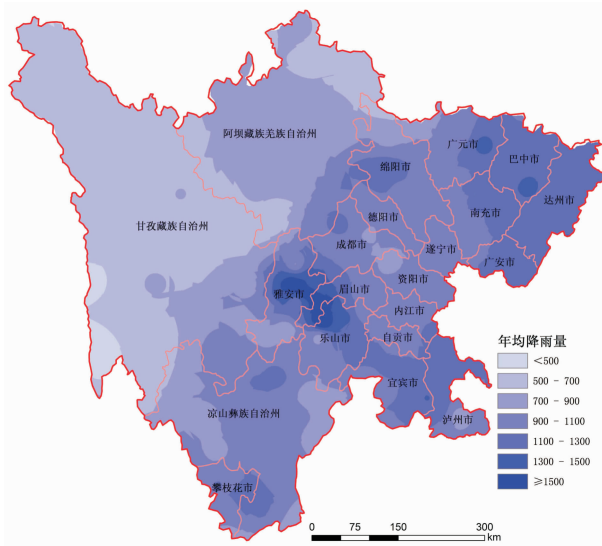 阿坝藏族羌族自治州
广元市
巴中市
绵阳市
达州市
德阳市
南充市
甘孜藏族自治州
成都市
遂宁市
广安市
资阳市
雅安市
眉山市
内江市
乐山市
自贡市
宜宾市
凉山彝族自治州
泸州市
攀枝花市
年均降雨量
<500
500 - 700
700 - 900
900 - 1100
1100 - 1300
1300 - 1500
≥1500
0 75 150 300
km